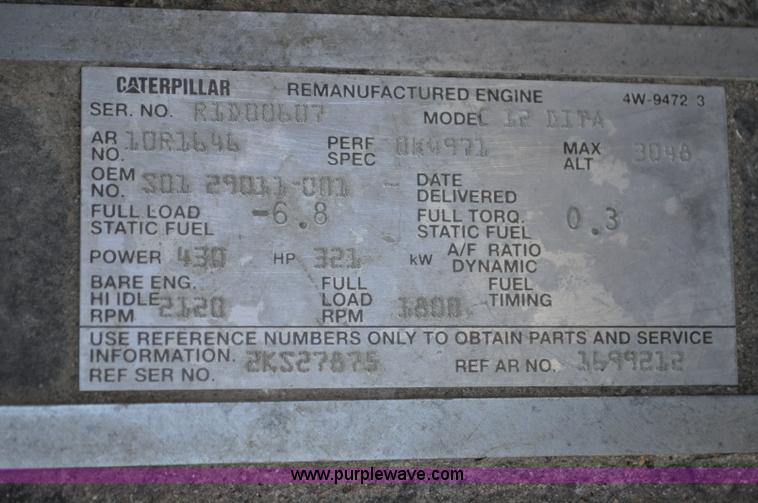 CATERPILLAR REMANUFACTURED ENGINE 4W-9472 3
SER. NO. R1D00607 MODEL 12 DITA
AR NO. 10R1646 PERF SPEC 0K4971 MAX ALT 3048
OEM NO. S01 29011-001 - DATE DELIVERED
FULL LOAD STATIC FUEL -6.8 FULL TORQ. STATIC FUEL 0.3
POWER 430 HP 321 kW A/F RATIO DYNAMIC
BARE ENG. HI IDLE RPM 2120 FULL LOAD RPM 1800 FUEL TIMING
USE REFERENCE NUMBERS ONLY TO OBTAIN PARTS AND SERVICE
INFORMATION.
REF SER NO. 2KS27875 REF AR NO. 1699212
www.purplewave.com